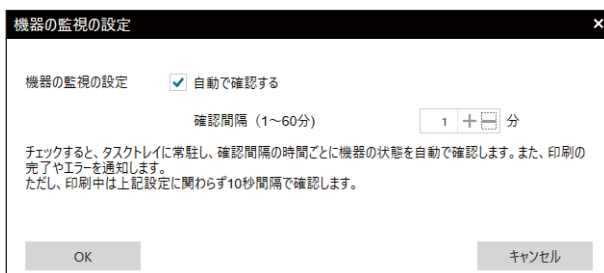 機器の監視の設定 ×
機器の監視の設定 自動で確認する
確認間隔（1～60分) 1 + − 分
チェックすると、タスクトレイに常駐し、確認間隔の時間ごとに機器の状態を自動で確認します。また、印刷の
完了やエラーを通知します。
ただし、印刷中は上記設定に関わらず10秒間隔で確認します。
OK キャンセル